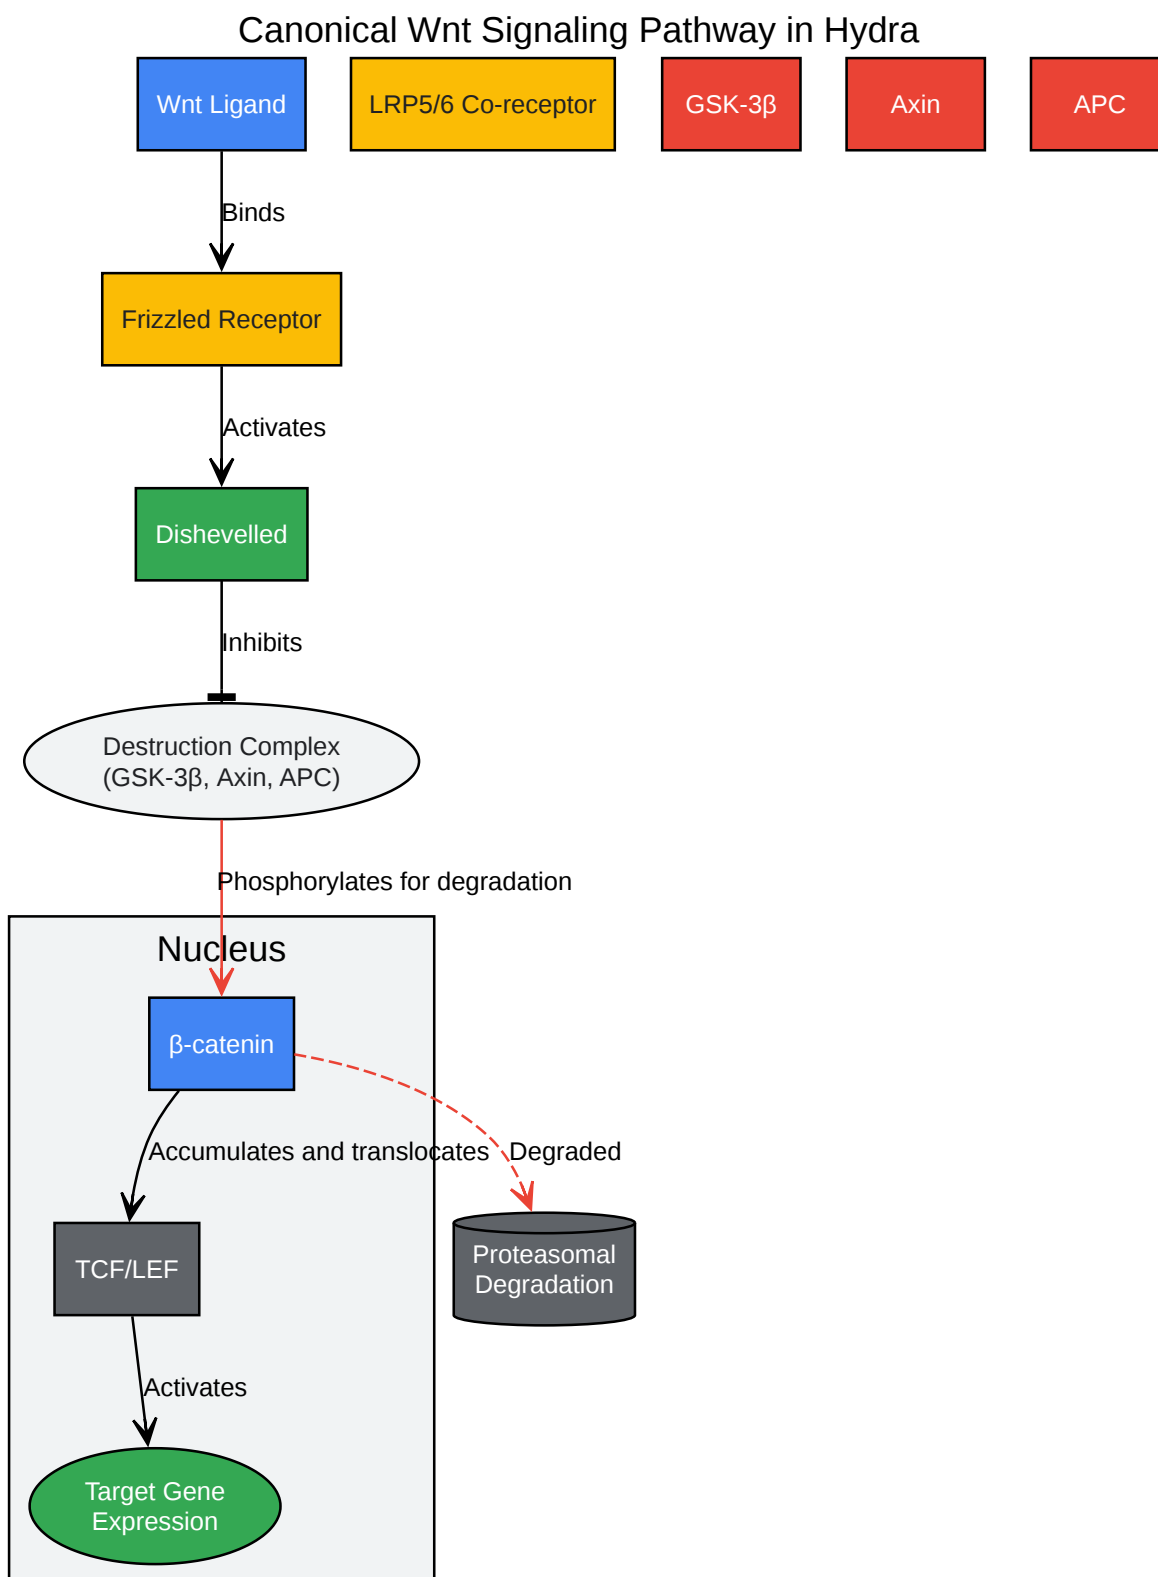 Canonical Wnt Signaling Pathway in Hydra
Wnt Ligand
LRP5/6 Co-receptor
GSK-3β
Axin
APC
Binds
Frizzled Receptor
Activates
Dishevelled
Inhibits
Destruction Complex
(GSK-3β, Axin, APC)
Phosphorylates for degradation
Nucleus
β-catenin
Accumulates and translocates
Degraded
TCF/LEF
Proteasomal
Degradation
Activates
Target Gene
Expression